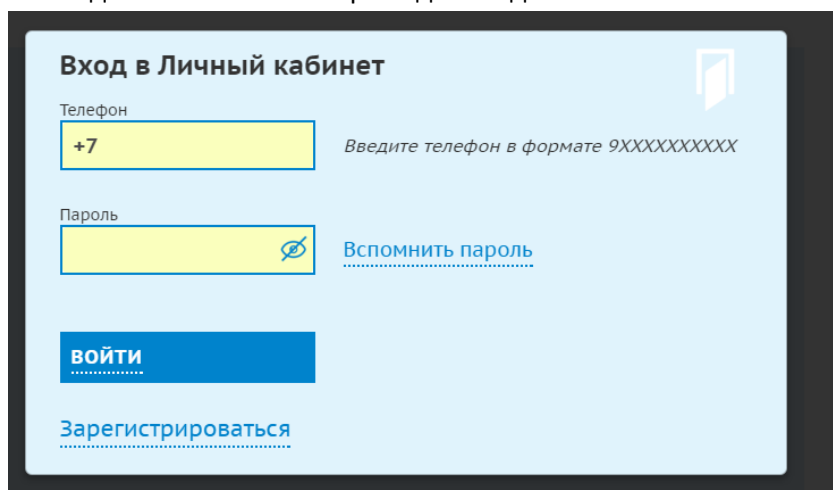 Вход в Личный кабинет
Телефон
+7
Введите телефон в формате 9XXXXXXXXXX
Пароль
Вспомнить пароль
войти
Зарегистрироваться